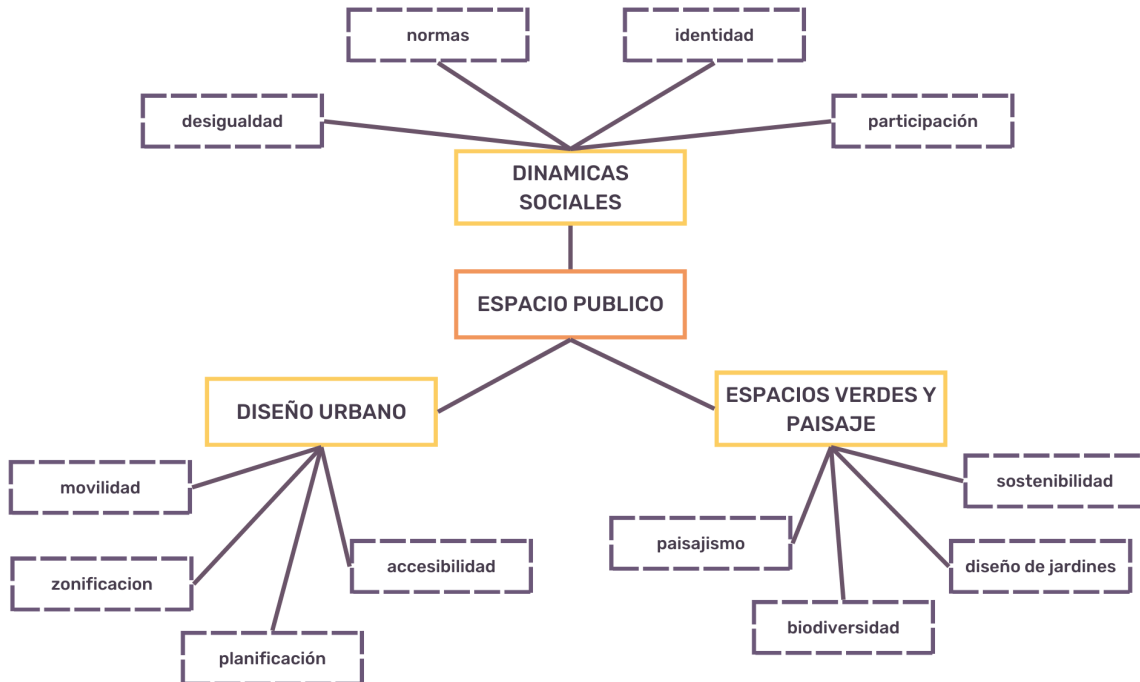 normas
identidad
desigualdad
participación
DINAMICAS
SOCIALES
ESPACIO PUBLICO
DISEÑO URBANO
ESPACIOS VERDES Y
PAISAJE
movilidad
sostenibilidad
paisajismo
accesibilidad
diseño de jardines
zonificacion
biodiversidad
planificación